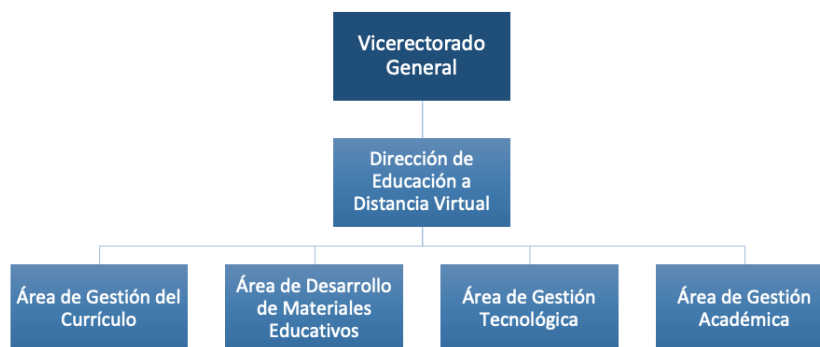 Vicerectorado
General
Dirección de
Educación a
Distancia Virtual
Área de Gestión del
Currículo
Área de Desarrollo
de Materiales
Educativos
Área de Gestión
Tecnológica
Área de Gestión
Académica